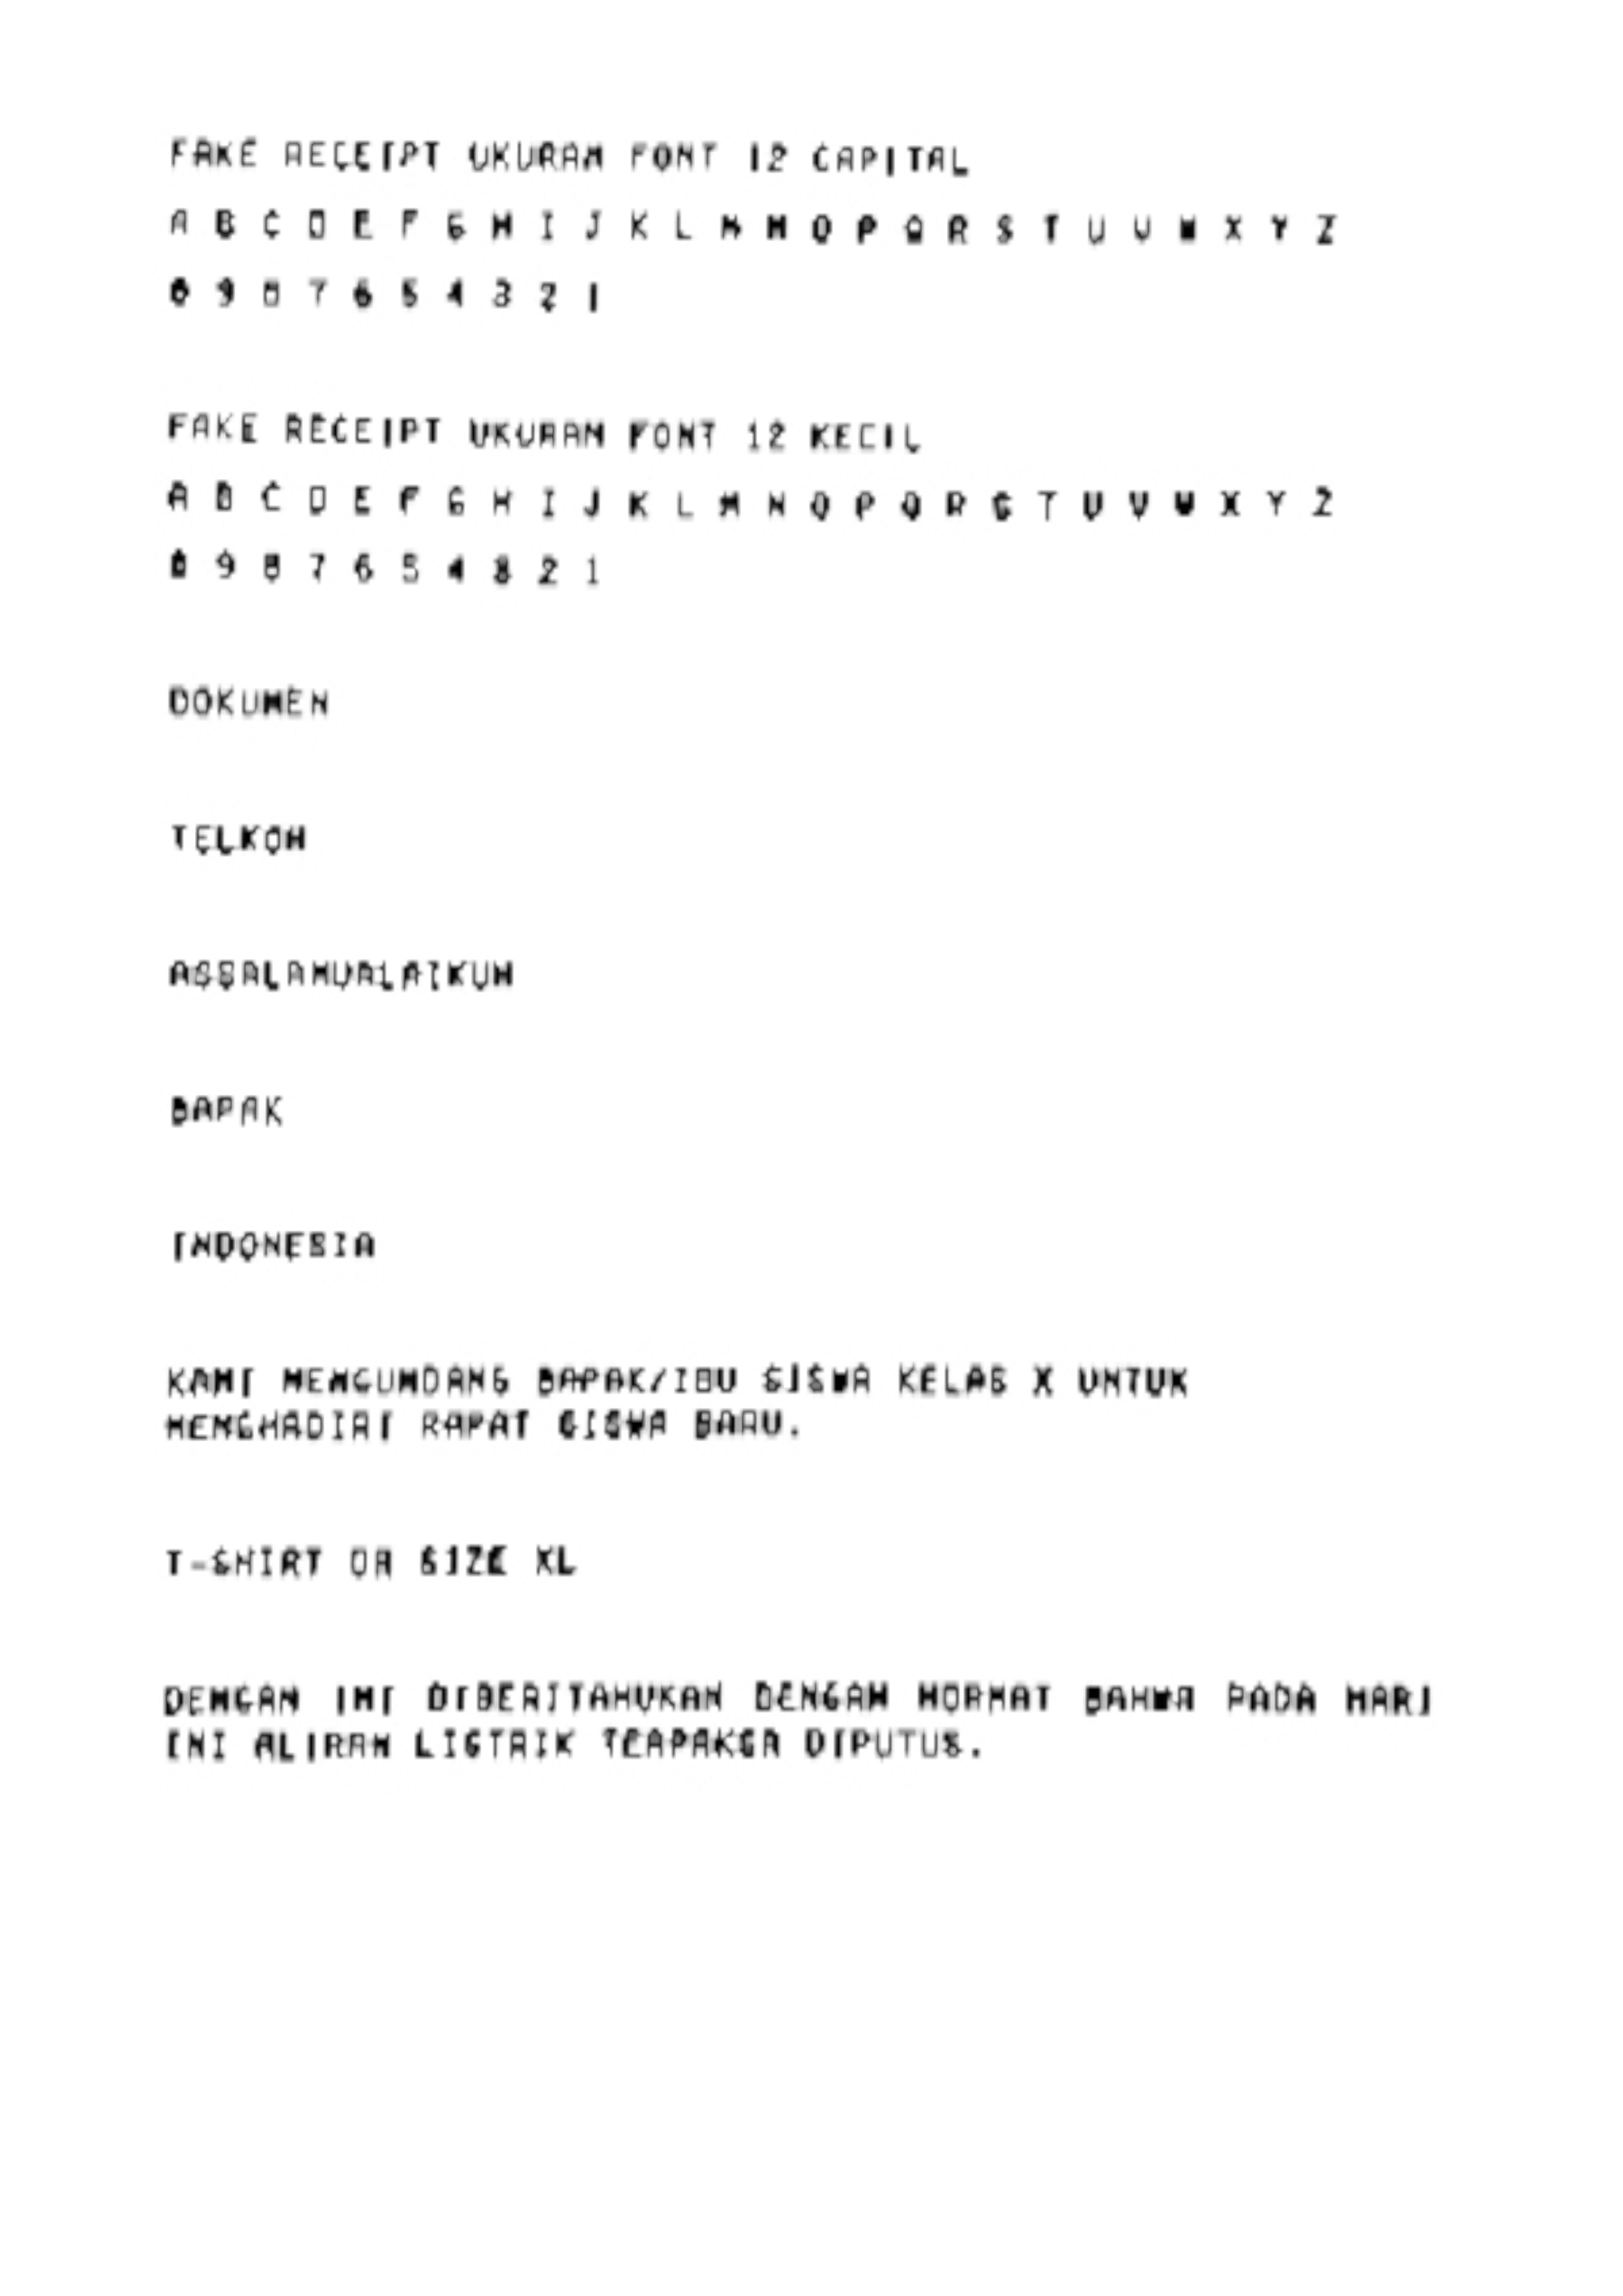 FAKE RECEIPT UKURAN FONT 12 CAPITAL
A B C D E F G H I J K L M N O P Q R S T U V W X Y Z
0 9 8 7 6 5 4 3 2 1
FAKE RECEIPT UKURAN FONT 12 KECIL
A B C D E F G H I J K L M N O P Q R S T U V W X Y Z
0 9 8 7 6 5 4 3 2 1
DOKUMEN
TELKOM
ASSALAMUALAIKUM
BAPAK
INDONESIA
KAMI MENGUNDANG BAPAK/IBU SISWA KELAS X UNTUK
MENGHADIRI RAPAT SISWA BARU.
T-SHIRT OR SIZE XL
DENGAN INI DIBERITAHUKAN DENGAN HORMAT BAHWA PADA HARI
INI ALIRAN LISTRIK TERPAKSA DIPUTUS.